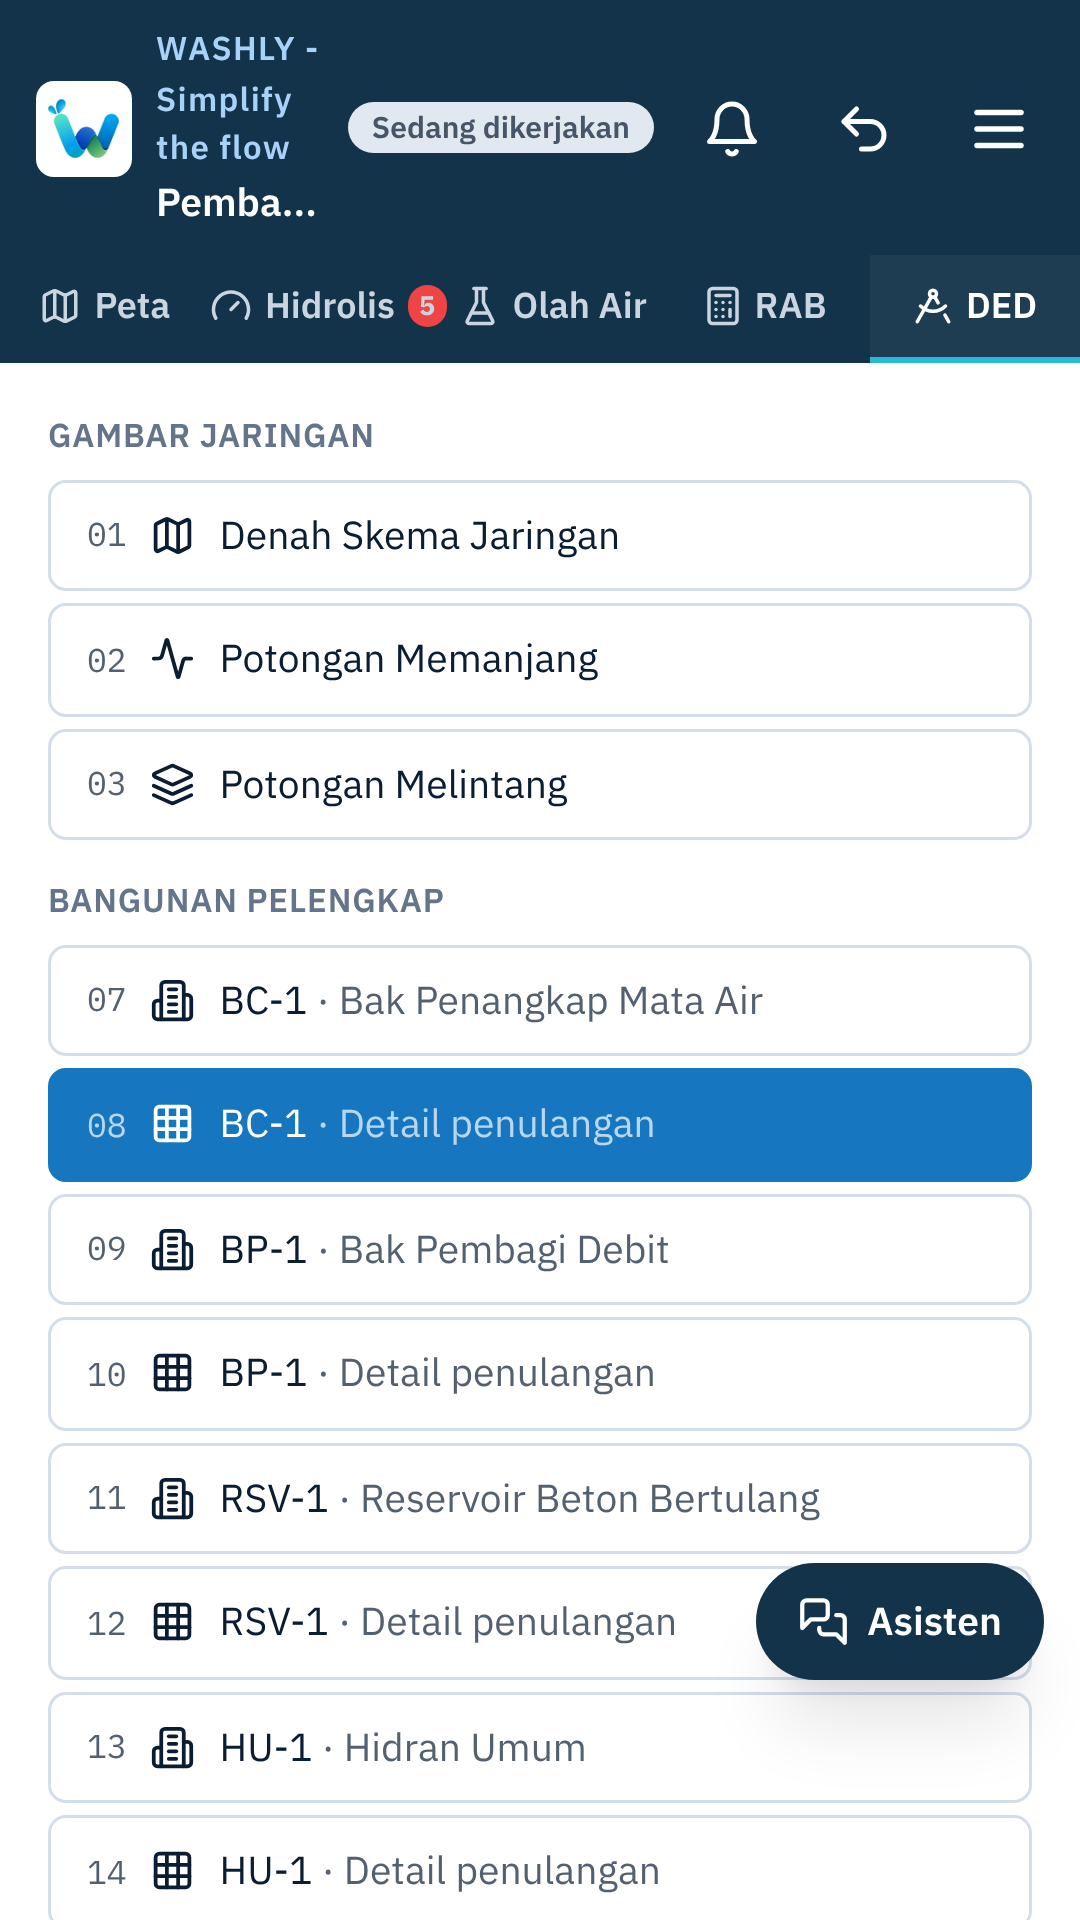 WASHLY -
Simplify
the flow
Pemba...
Sedang dikerjakan
Peta
Hidrolis 5
Olah Air
RAB
DED
GAMBAR JARINGAN
01 Denah Skema Jaringan
02 Potongan Memanjang
03 Potongan Melintang
BANGUNAN PELENGKAP
07 BC-1 · Bak Penangkap Mata Air
08 BC-1 · Detail penulangan
09 BP-1 · Bak Pembagi Debit
10 BP-1 · Detail penulangan
11 RSV-1 · Reservoir Beton Bertulang
12 RSV-1 · Detail penulangan
Asisten
13 HU-1 · Hidran Umum
14 HU-1 · Detail penulangan